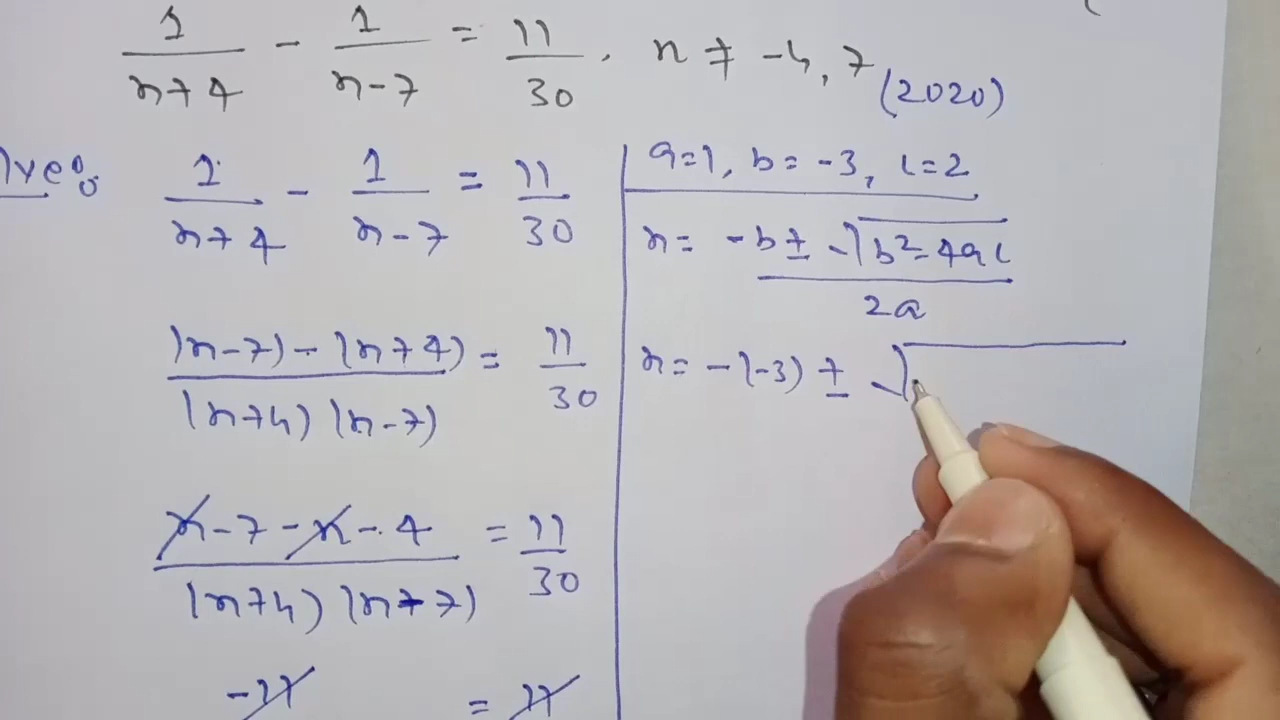 1/(x+4) - 1/(x-7) = 11/30, x ≠ -4, 7
(2020)
lve:
1/(x+4) - 1/(x-7) = 11/30
((x-7) - (x+4))/((x+4)(x-7)) = 11/30
(x-7-x-4)/((x+4)(x-7)) = 11/30
-11 = 11
a=1, b=-3, c=2
x = (-b ± √(b²-4ac))/2a
x = -(-3) ± √